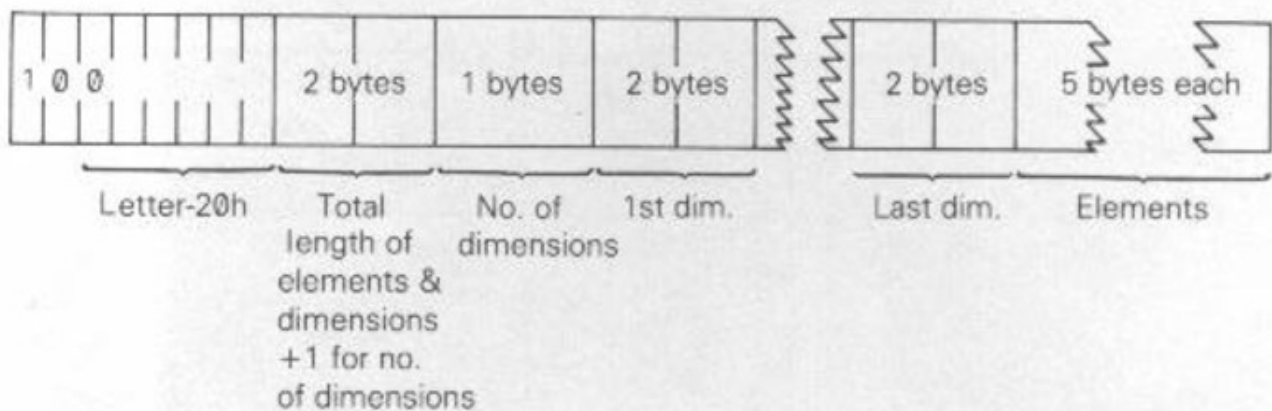 1 0 0
2 bytes
1 bytes
2 bytes
2 bytes
5 bytes each
Letter-20h
Total
length of
elements &
dimensions
+1 for no.
of dimensions
No. of
dimensions
1st dim.
Last dim.
Elements